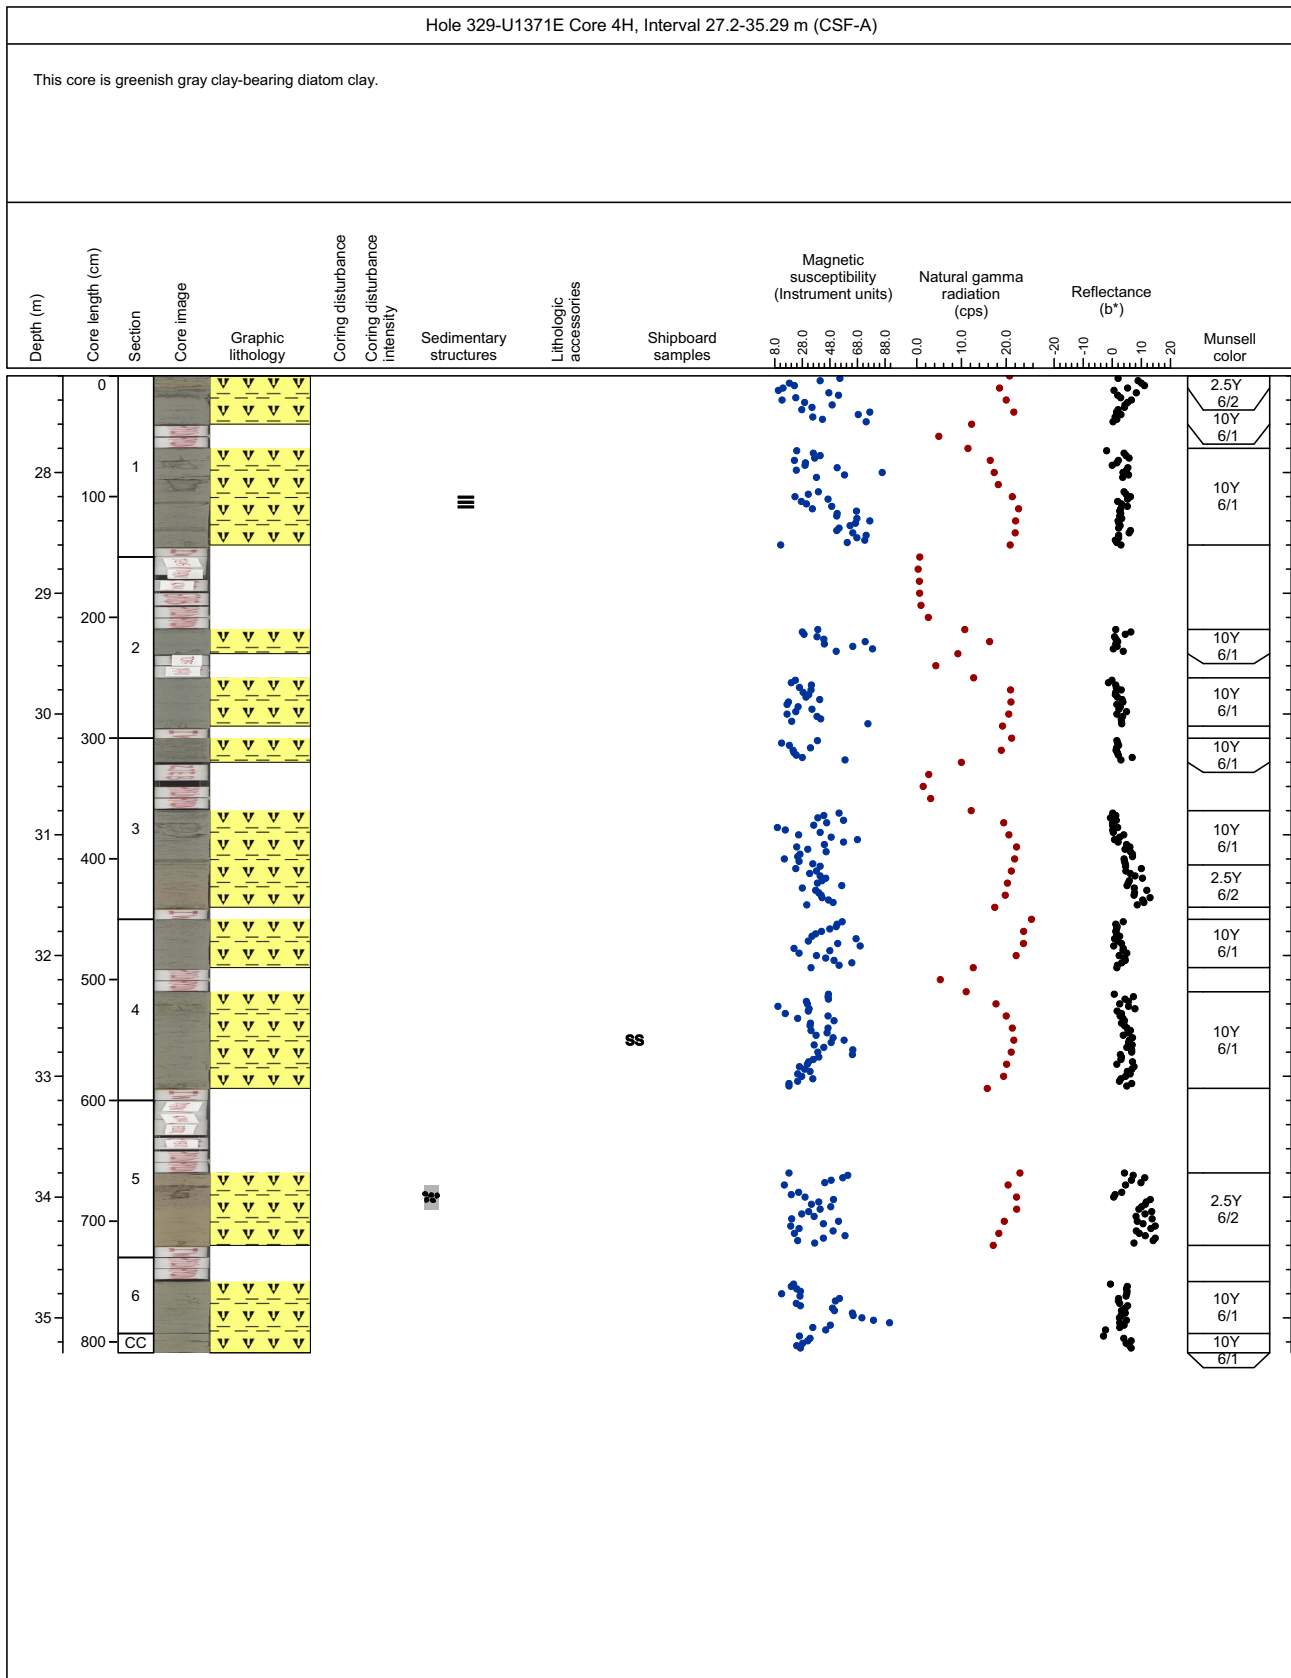 Hole 329-U1371E Core 4H, Interval 27.2-35.29 m (CSF-A)
This core is greenish gray clay-bearing diatom clay.
Depth (m)
Core length (cm)
Section
Core image
Graphic
lithology
Coring disturbance
Coring disturbance
intensity
Sedimentary
structures
Lithologic
accessories
Shipboard
samples
Magnetic
susceptibility
(Instrument units)
8.0 28.0 48.0 68.0 88.0
Natural gamma
radiation
(cps)
0.0 10.0 20.0
Reflectance
(b*)
-20 -10 0 10 20
Munsell
color
0
2.5Y
6/2
10Y
6/1
28
1
100
10Y
6/1
29
200
2
10Y
6/1
10Y
6/1
30
300
10Y
6/1
3
31
400
10Y
6/1
2.5Y
6/2
10Y
6/1
32
500
4
ss
10Y
6/1
33
600
5
34
700
2.5Y
6/2
6
35
10Y
6/1
800
CC
10Y
6/1